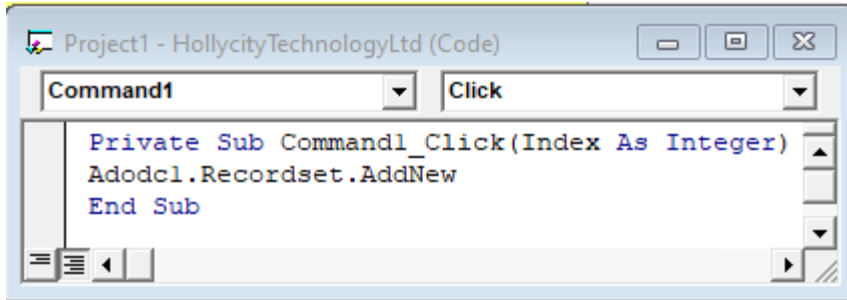 Project1 - HollycityTechnologyLtd (Code)
Command1 Click
Private Sub Command1_Click(Index As Integer)
Adodc1.Recordset.AddNew
End Sub